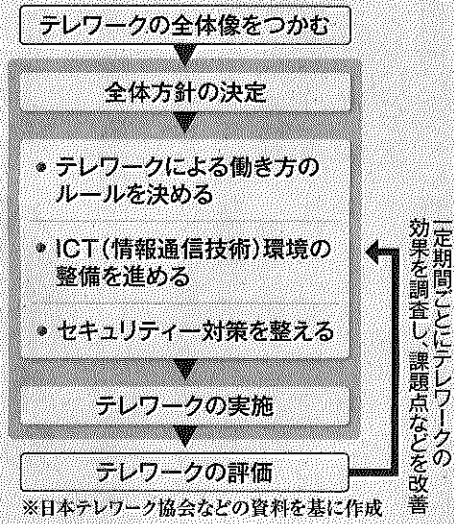 テレワークの全体像をつかむ
全体方針の決定
• テレワークによる働き方の
ルールを決める
• ICT(情報通信技術)環境の
整備を進める
• セキュリティー対策を整える
テレワークの実施
テレワークの評価
一定期間ごとにテレワークの
効果を調査し、課題点などを改善
※日本テレワーク協会などの資料を基に作成